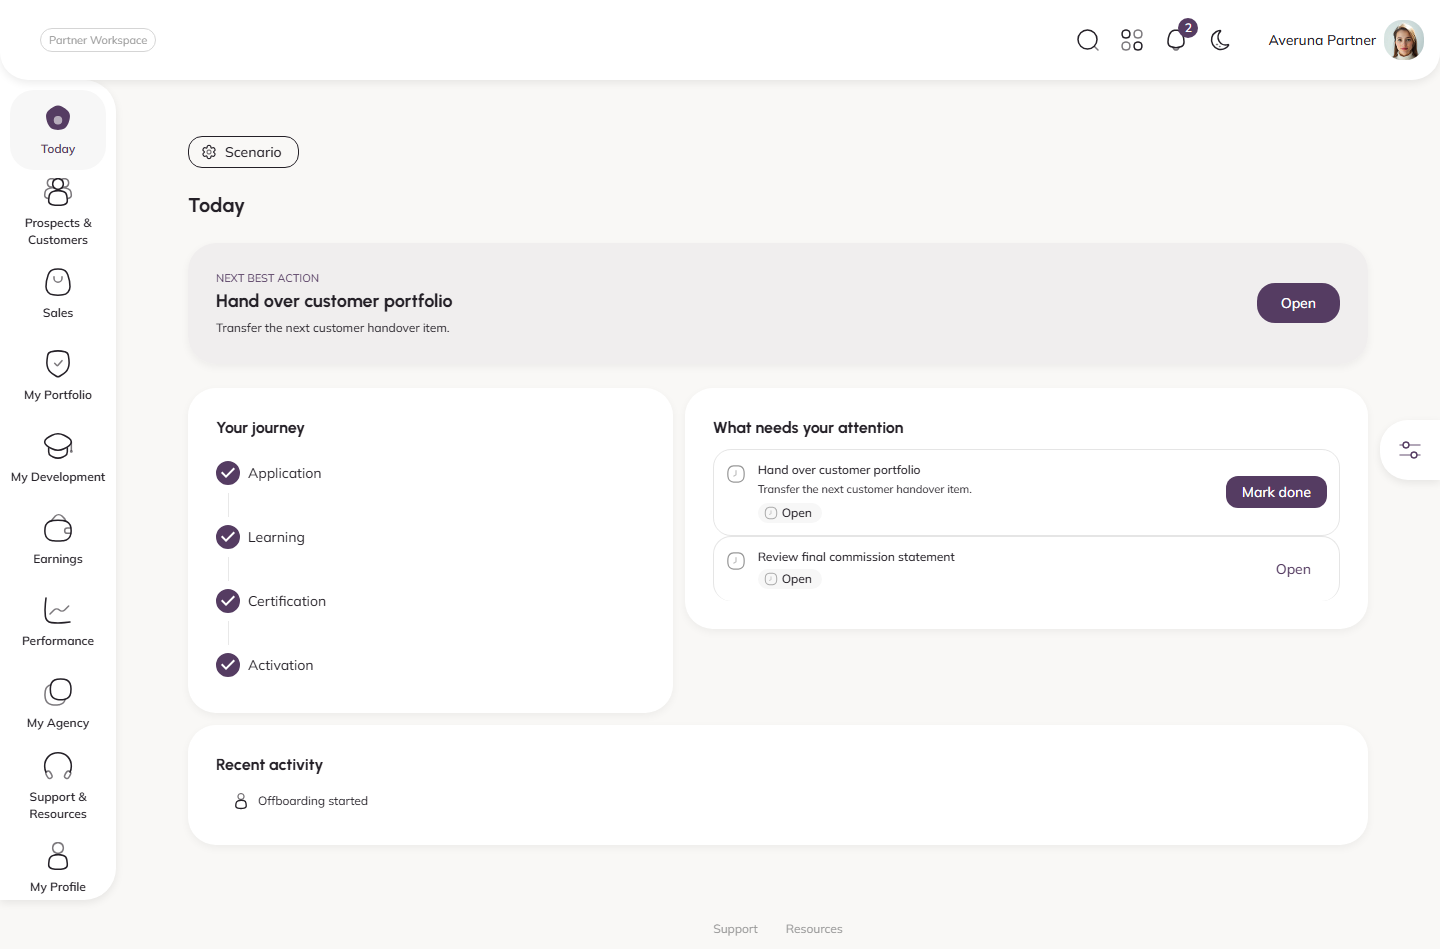 Partner Workspace
2
Averuna Partner
Today
Prospects &
Customers
Sales
My Portfolio
My Development
Earnings
Performance
My Agency
Support &
Resources
My Profile
Scenario
Today
NEXT BEST ACTION
Hand over customer portfolio
Transfer the next customer handover item.
Open
Your journey
Application
Learning
Certification
Activation
What needs your attention
Hand over customer portfolio
Transfer the next customer handover item.
Open
Mark done
Review final commission statement
Open
Open
Recent activity
Offboarding started
Support
Resources